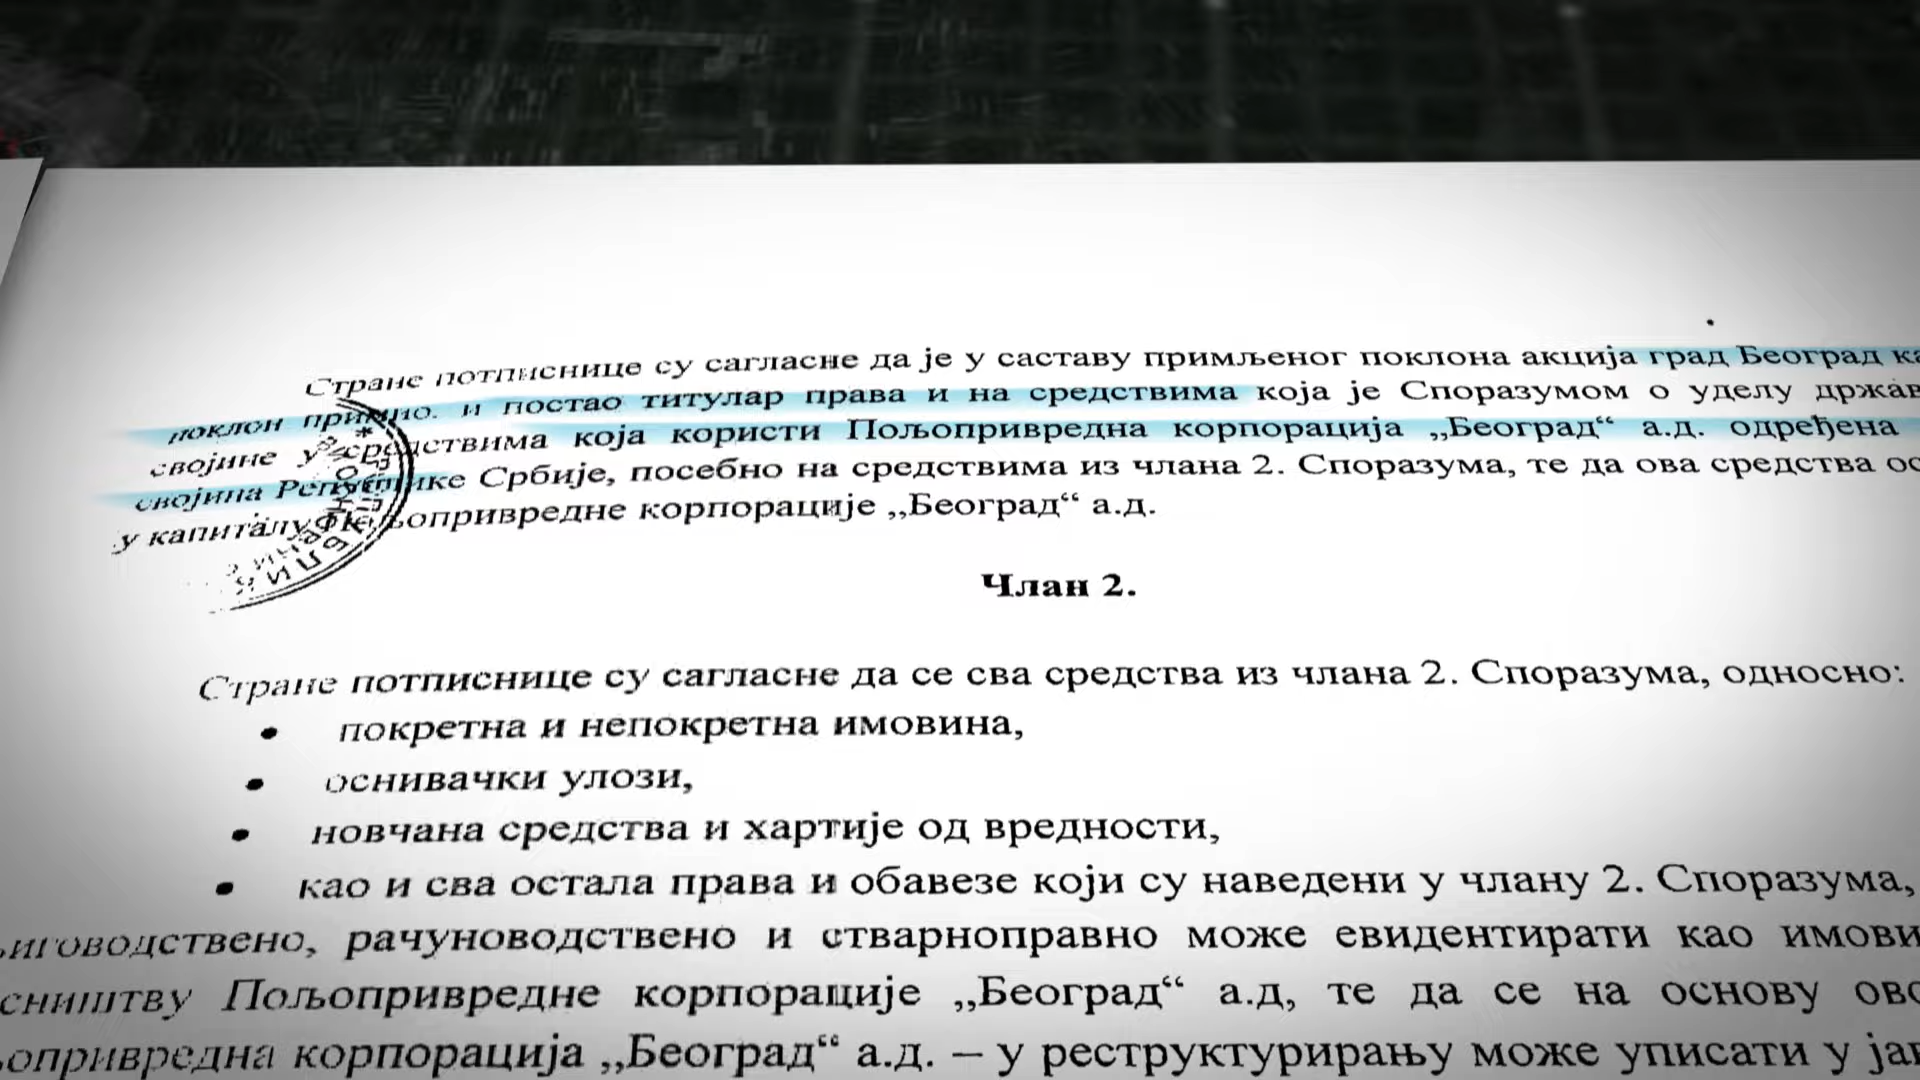 Стране потписнице су сагласне да је у саставу примљеног поклона акција град Београд ка
поклон примио. и постао титулар права и на средствима која је Споразумом о уделу држав
својине у средствима која користи Пољопривредна корпорација „Београд“ а.д. одређена
својина Републике Србије, посебно на средствима из члана 2. Споразума, те да ова средства ос
у капиталу Пољопривредне корпорације „Београд“ а.д.
Члан 2.
Стране потписнице су сагласне да се сва средства из члана 2. Споразума, односно:
• покретна и непокретна имовина,
• оснивачки улози,
• новчана средства и хартије од вредности,
• као и сва остала права и обавезе који су наведени у члану 2. Споразума,
иговодствено, рачуноводствено и стварноправно може евидентирати као имови
сништву Пољопривредне корпорације „Београд“ а.д, те да се на основу ово
опривредна корпорација „Београд“ а.д. – у реструктурирању може уписати у јав